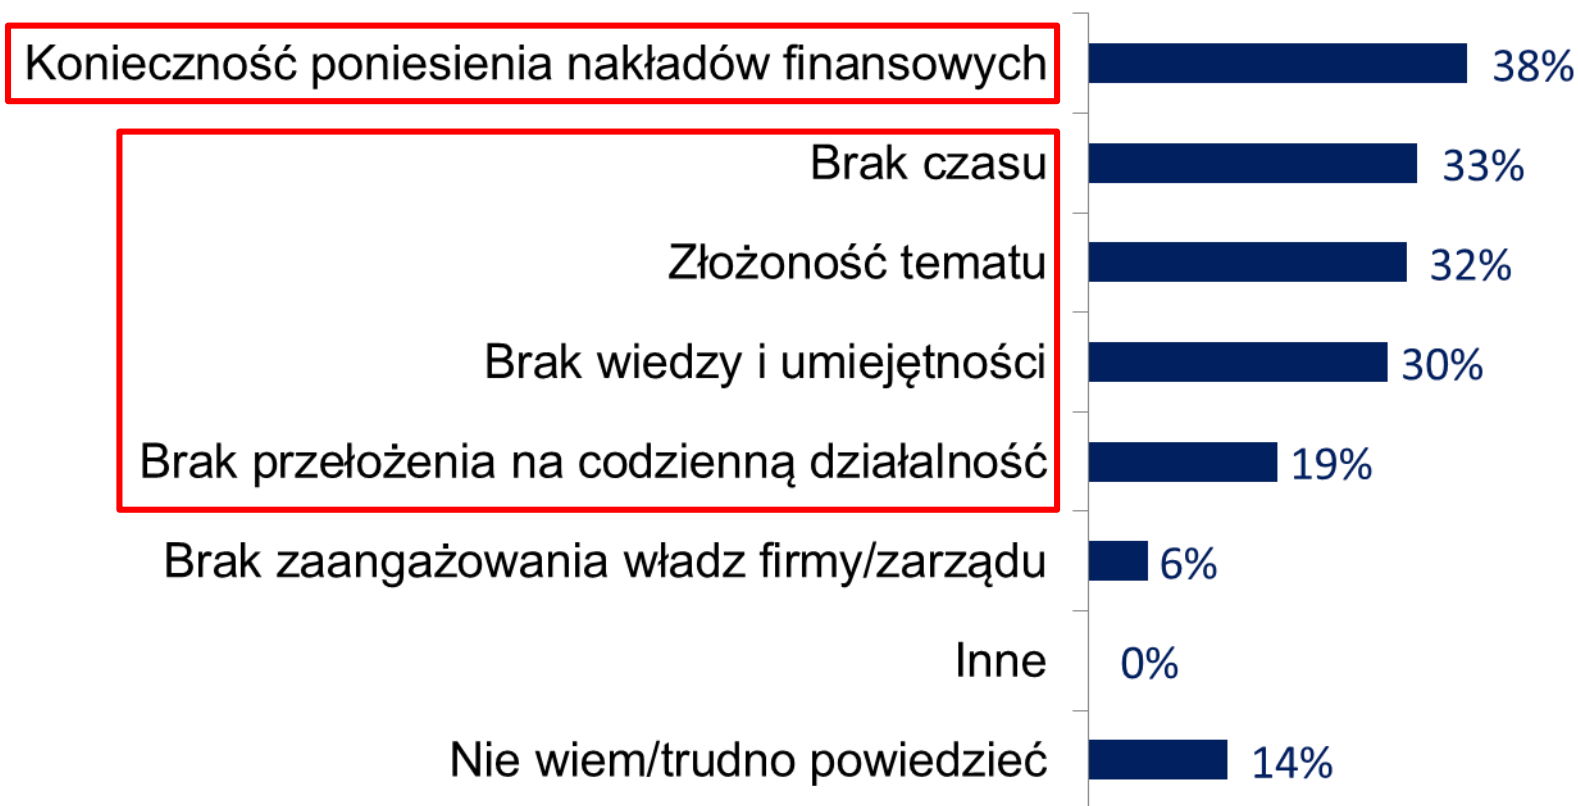 Konieczność poniesienia nakładów finansowych 38%
Brak czasu 33%
Złożoność tematu 32%
Brak wiedzy i umiejętności 30%
Brak przełożenia na codzienną działalność 19%
Brak zaangażowania władz firmy/zarządu 6%
Inne 0%
Nie wiem/trudno powiedzieć 14%